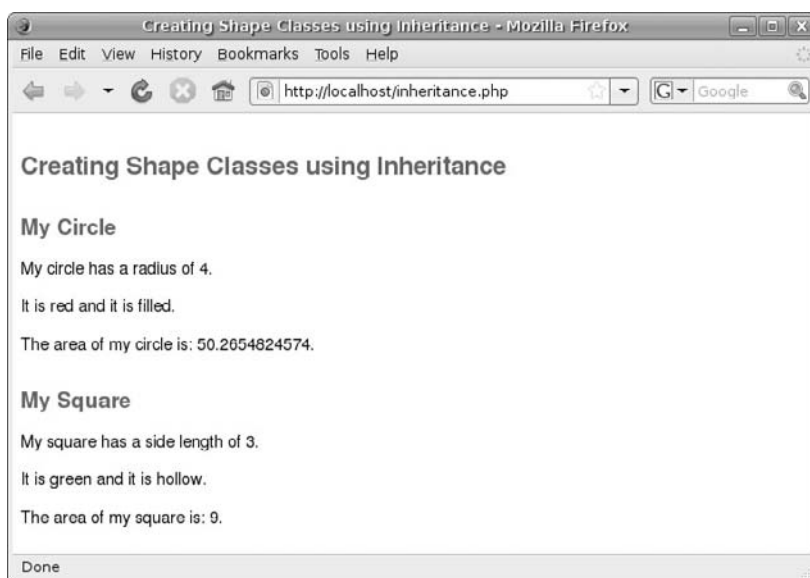 Creating Shape Classes using Inheritance - Mozilla Firefox
File Edit View History Bookmarks Tools Help
http://localhost/inheritance.php
G Google
Creating Shape Classes using Inheritance
My Circle
My circle has a radius of 4.
It is red and it is filled.
The area of my circle is: 50.2654824574.
My Square
My square has a side length of 3.
It is green and it is hollow.
The area of my square is: 9.
Done